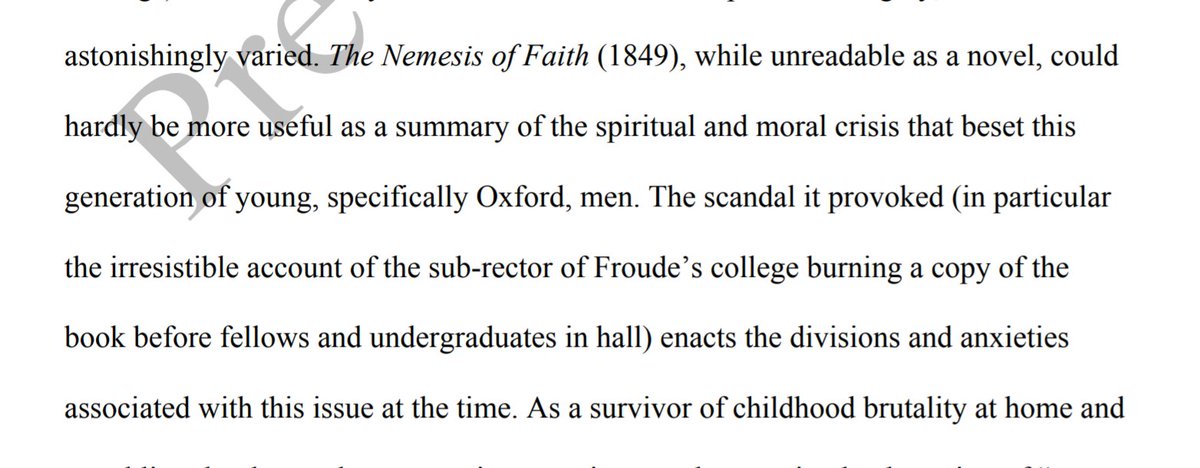 astonishingly varied. The Nemesis of Faith (1849), while unreadable as a novel, could
hardly be more useful as a summary of the spiritual and moral crisis that beset this
generation of young, specifically Oxford, men. The scandal it provoked (in particular
the irresistible account of the sub-rector of Froude’s college burning a copy of the
book before fellows and undergraduates in hall) enacts the divisions and anxieties
associated with this issue at the time. As a survivor of childhood brutality at home and
Pre